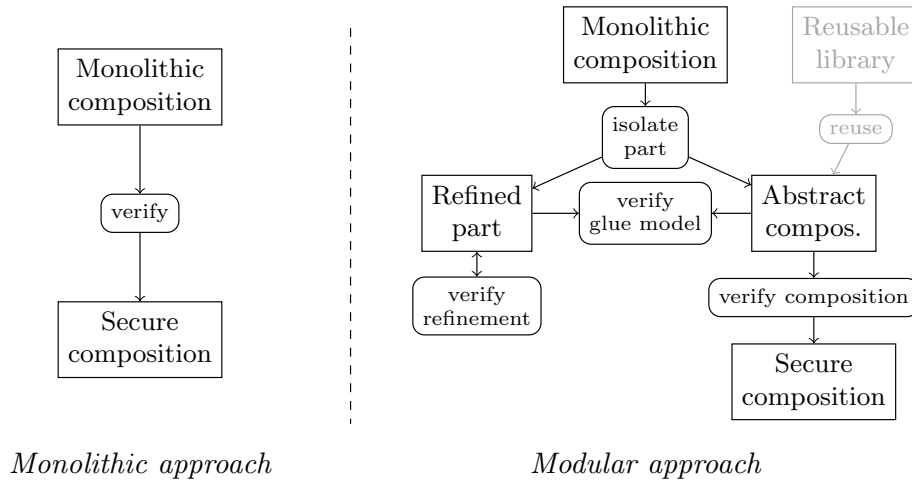 Monolithic
composition
verify
Secure
composition
Monolithic approach
Monolithic
composition
Reusable
library
isolate
part
reuse
Refined
part
verify
glue model
Abstract
compos.
verify
refinement
verify composition
Secure
composition
Modular approach